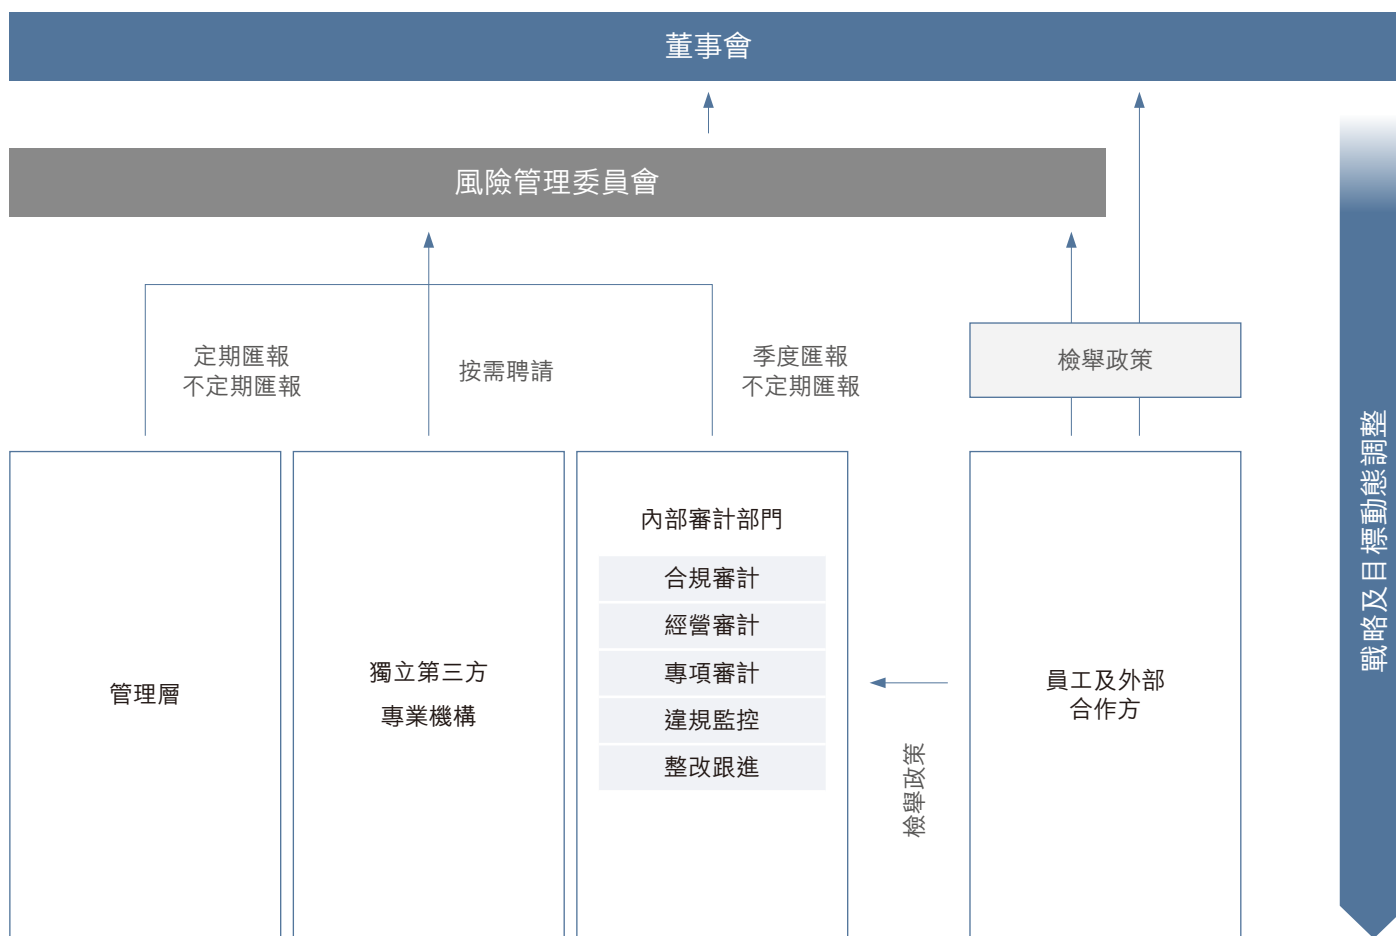 董事會
風險管理委員會
定期匯報
不定期匯報
按需聘請
季度匯報
不定期匯報
檢舉政策
管理層
獨立第三方
專業機構
內部審計部門
合規審計
經營審計
專項審計
違規監控
整改跟進
檢舉政策
員工及外部
合作方
戰略及目標動態調整